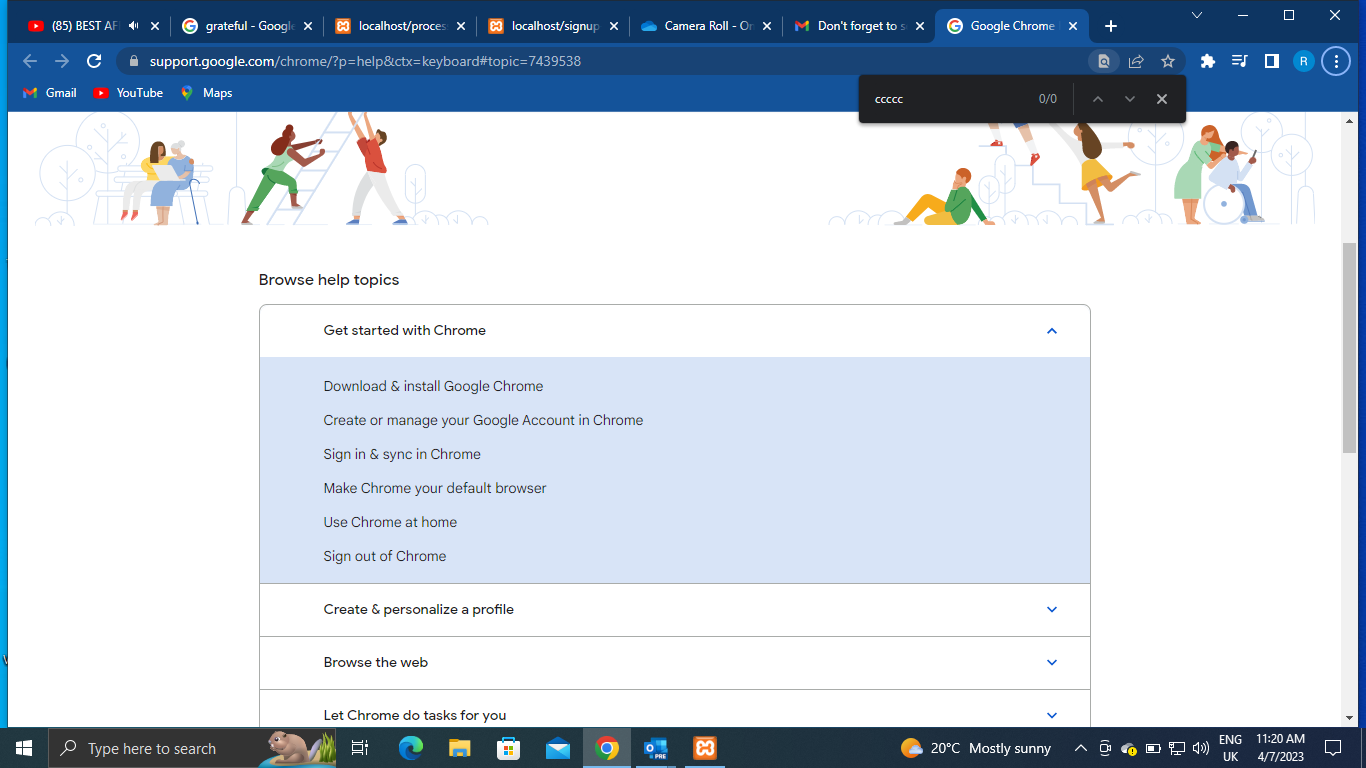 (85) BEST AF
grateful - Google
localhost/proces
localhost/signup
Camera Roll - On
Don't forget to s
Google Chrome
support.google.com/chrome/?p=help&ctx=keyboard#topic=7439538
R
Gmail
YouTube
Maps
ccccc
0/0
Browse help topics
Get started with Chrome
Download & install Google Chrome
Create or manage your Google Account in Chrome
Sign in & sync in Chrome
Make Chrome your default browser
Use Chrome at home
Sign out of Chrome
Create & personalize a profile
Browse the web
Let Chrome do tasks for you
Type here to search
PRE
20°C Mostly sunny
ENG
UK
11:20 AM
4/7/2023